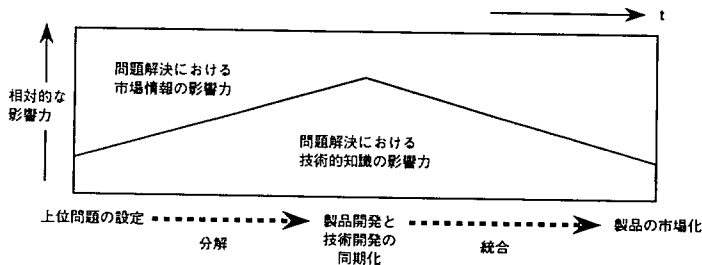 t
問題解決における
市場情報の影響力
相対的な
影響力
問題解決における
技術的知識の影響力
上位問題の設定
分解
製品開発と
技術開発の
同期化
統合
製品の市場化